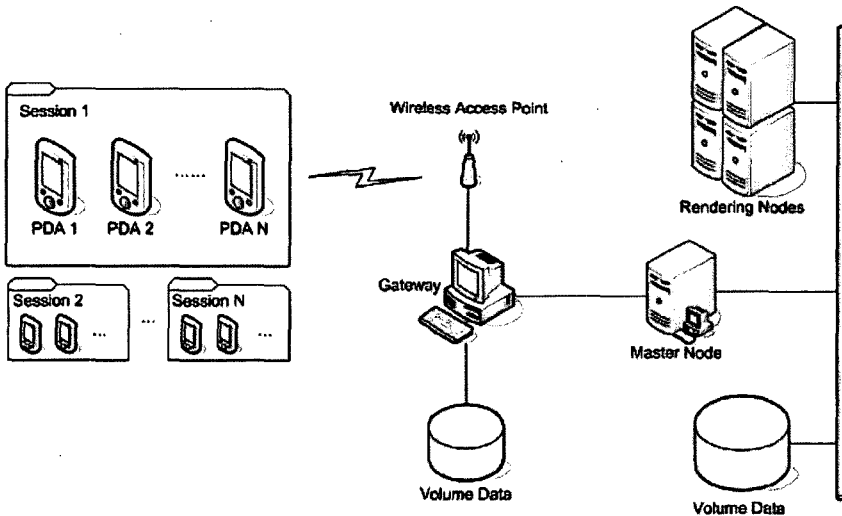 Session 1
PDA 1
PDA 2
......
PDA N
Session 2
...
...
Session N
...
Wireless Access Point
Gateway
Volume Data
Rendering Nodes
Master Node
Volume Data